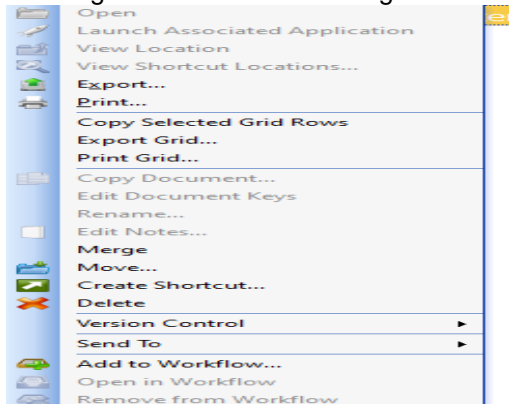 Open
Launch Associated Application
View Location
View Shortcut Locations...
Export...
Print...
Copy Selected Grid Rows
Export Grid...
Print Grid...
Copy Document...
Edit Document Keys
Rename...
Edit Notes...
Merge
Move...
Create Shortcut...
Delete
Version Control
Send To
Add to Workflow...
Open in Workflow
Remove from Workflow